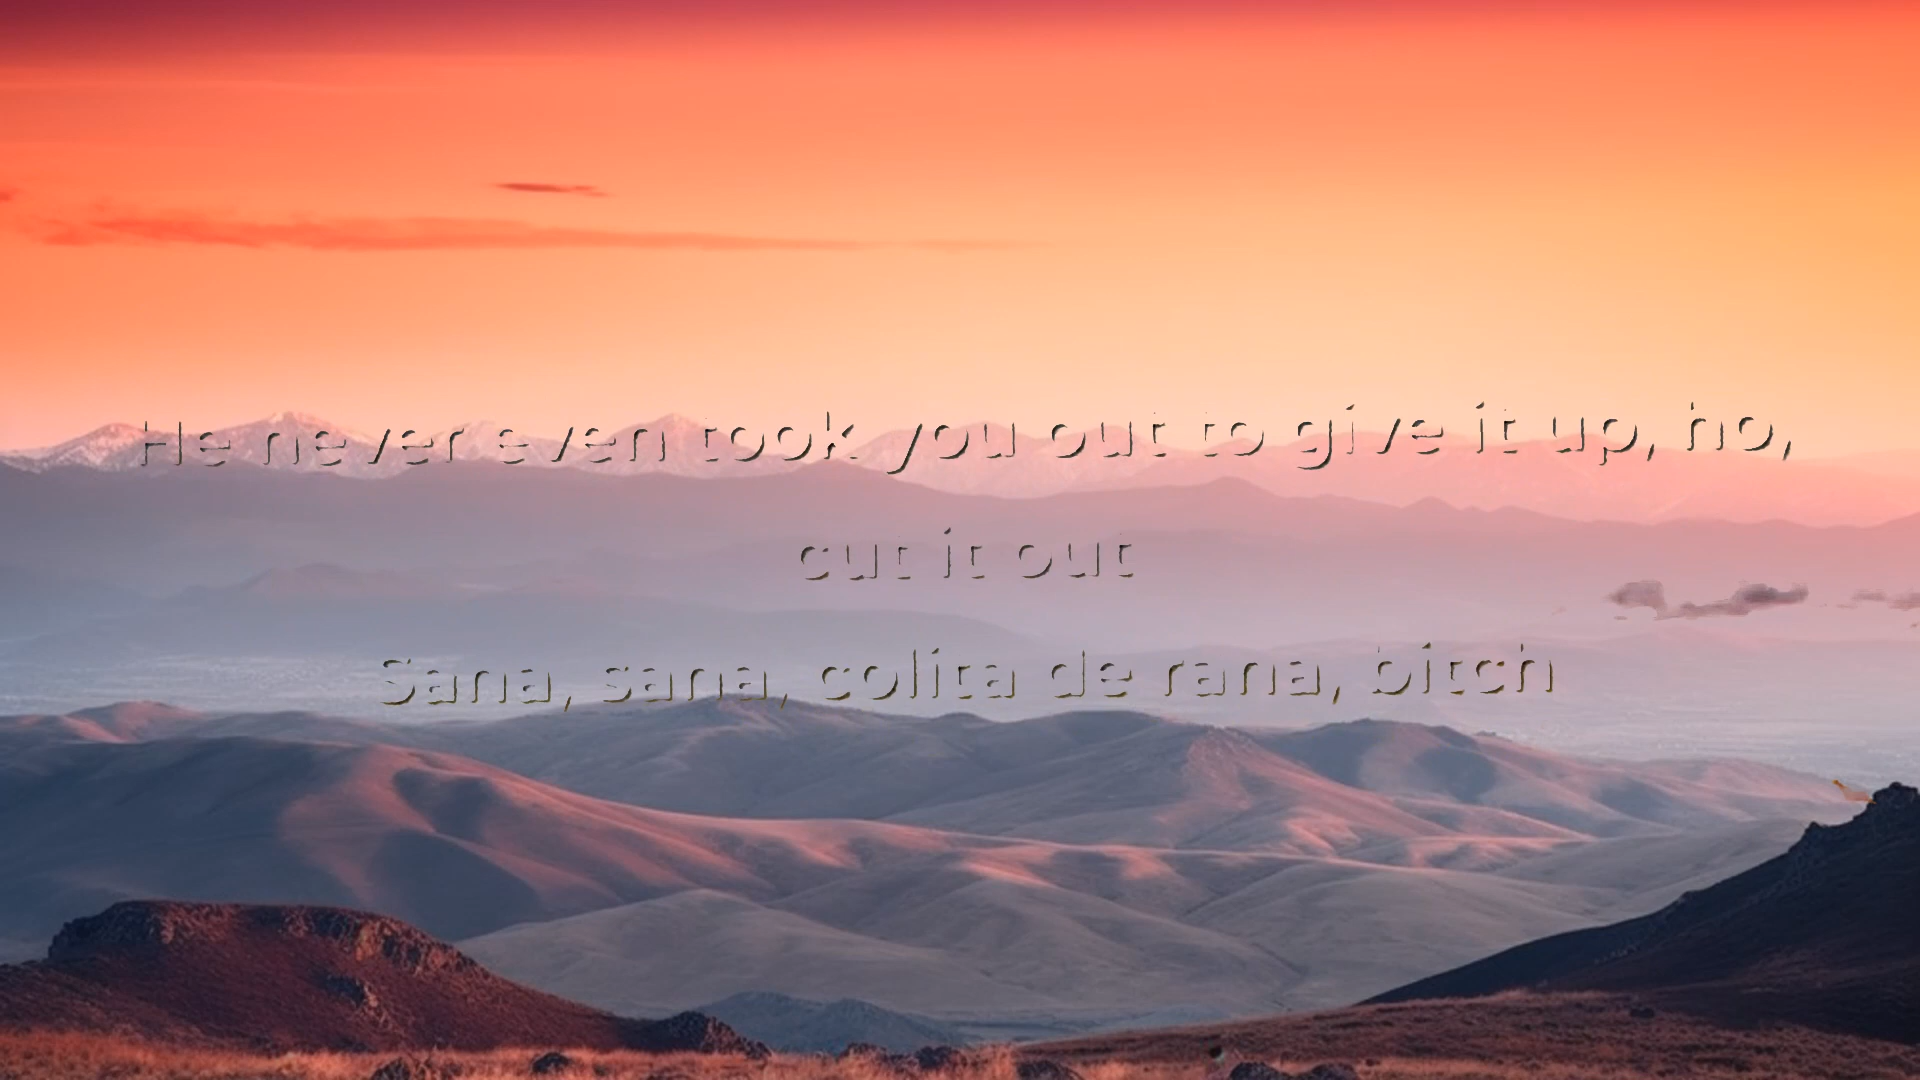 He never even took you out to give it up, ho,
cut it out
Sana, sana, colita de rana, bitch